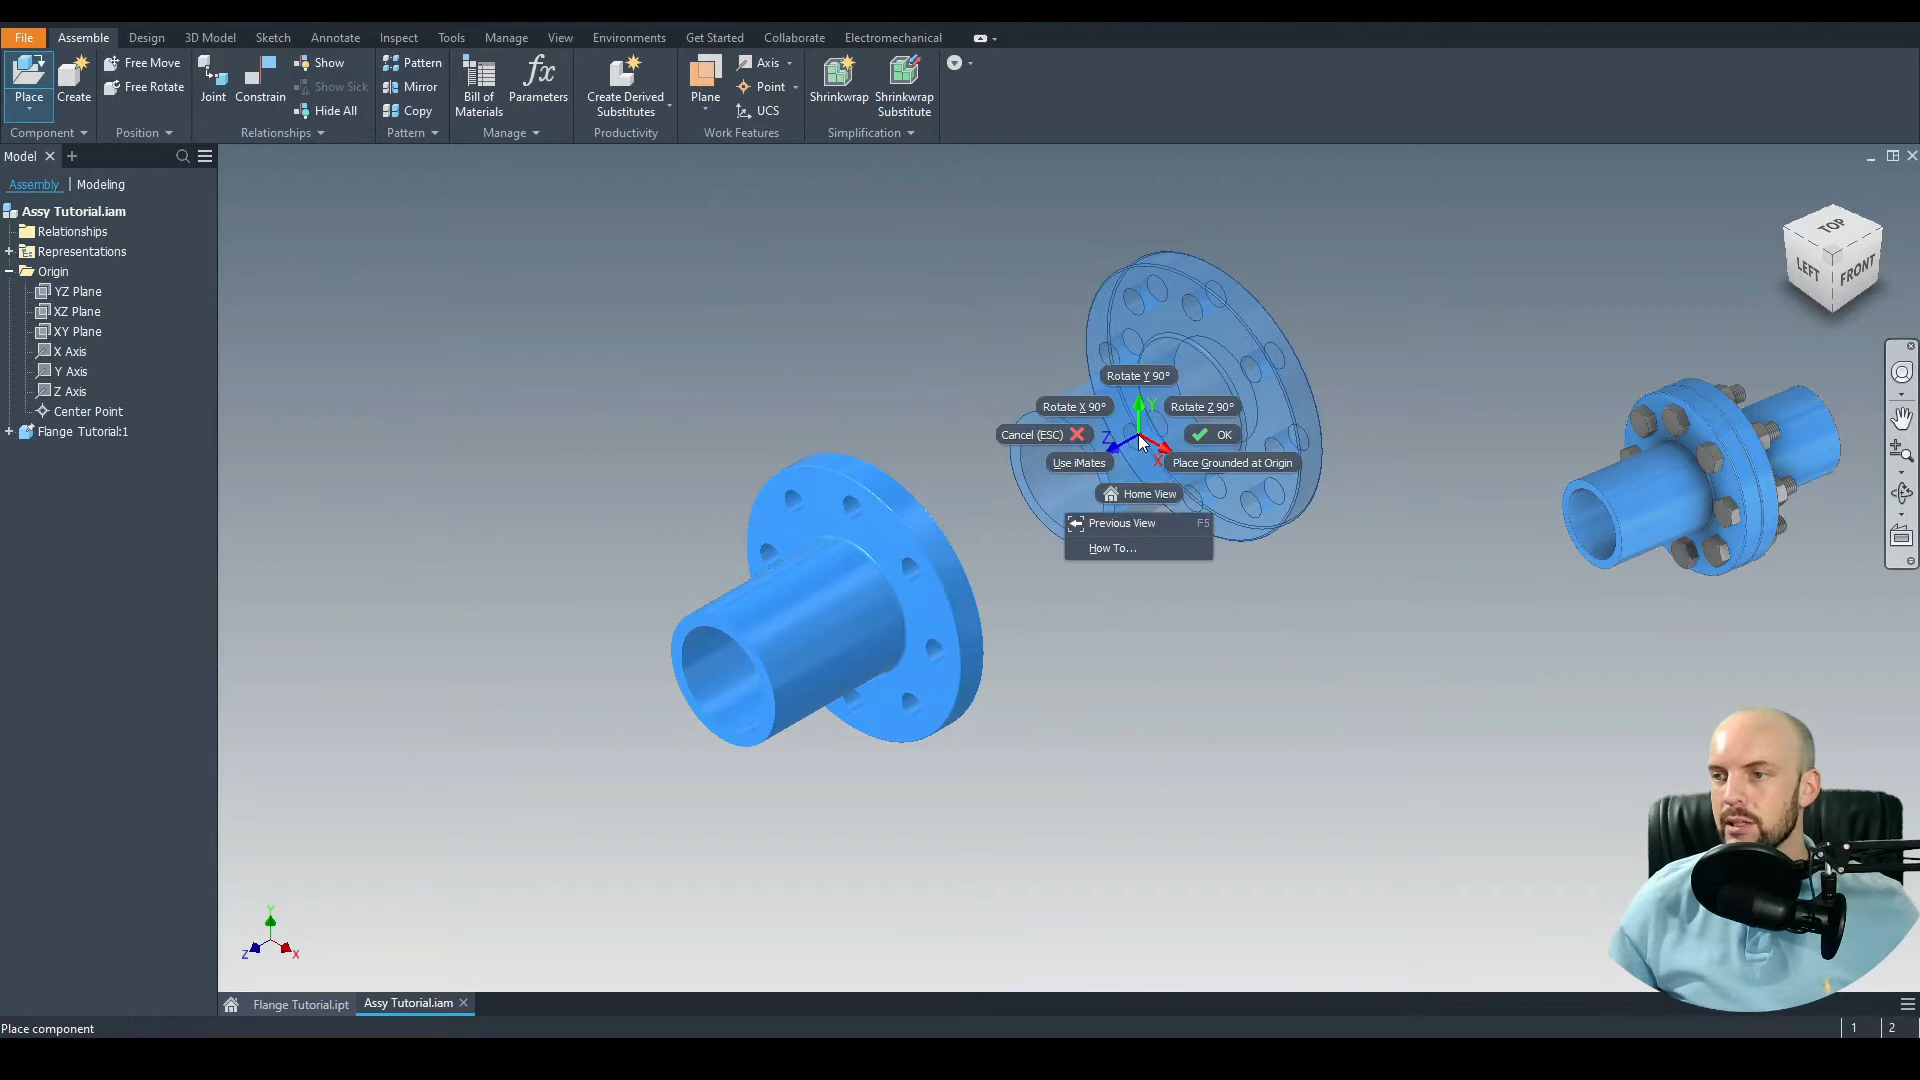 File Assemble Design 3D Model Sketch Annotate Inspect Tools Manage View Environments Get Started Collaborate Electromechanical
Place Create Free Move Free Rotate Joint Constrain Show Show Sick Hide All Pattern Mirror Copy Bill of Materials fx Parameters Create Derived Substitutes Plane Axis Point UCS Shrinkwrap Shrinkwrap Substitute
Component Position Relationships Pattern Manage Productivity Work Features Simplification
Model
Assembly | Modeling
Assy Tutorial.iam
Relationships
Representations
Origin
YZ Plane
XZ Plane
XY Plane
X Axis
Y Axis
Z Axis
Center Point
Flange Tutorial:1
TOP
LEFT FRONT
Rotate Y 90°
Rotate X 90° Y Rotate Z 90°
Cancel (ESC) Z OK
Use iMates X Place Grounded at Origin
Home View
Previous View F5
How To...
Y
Z X
Flange Tutorial.ipt Assy Tutorial.iam
Place component 1 2